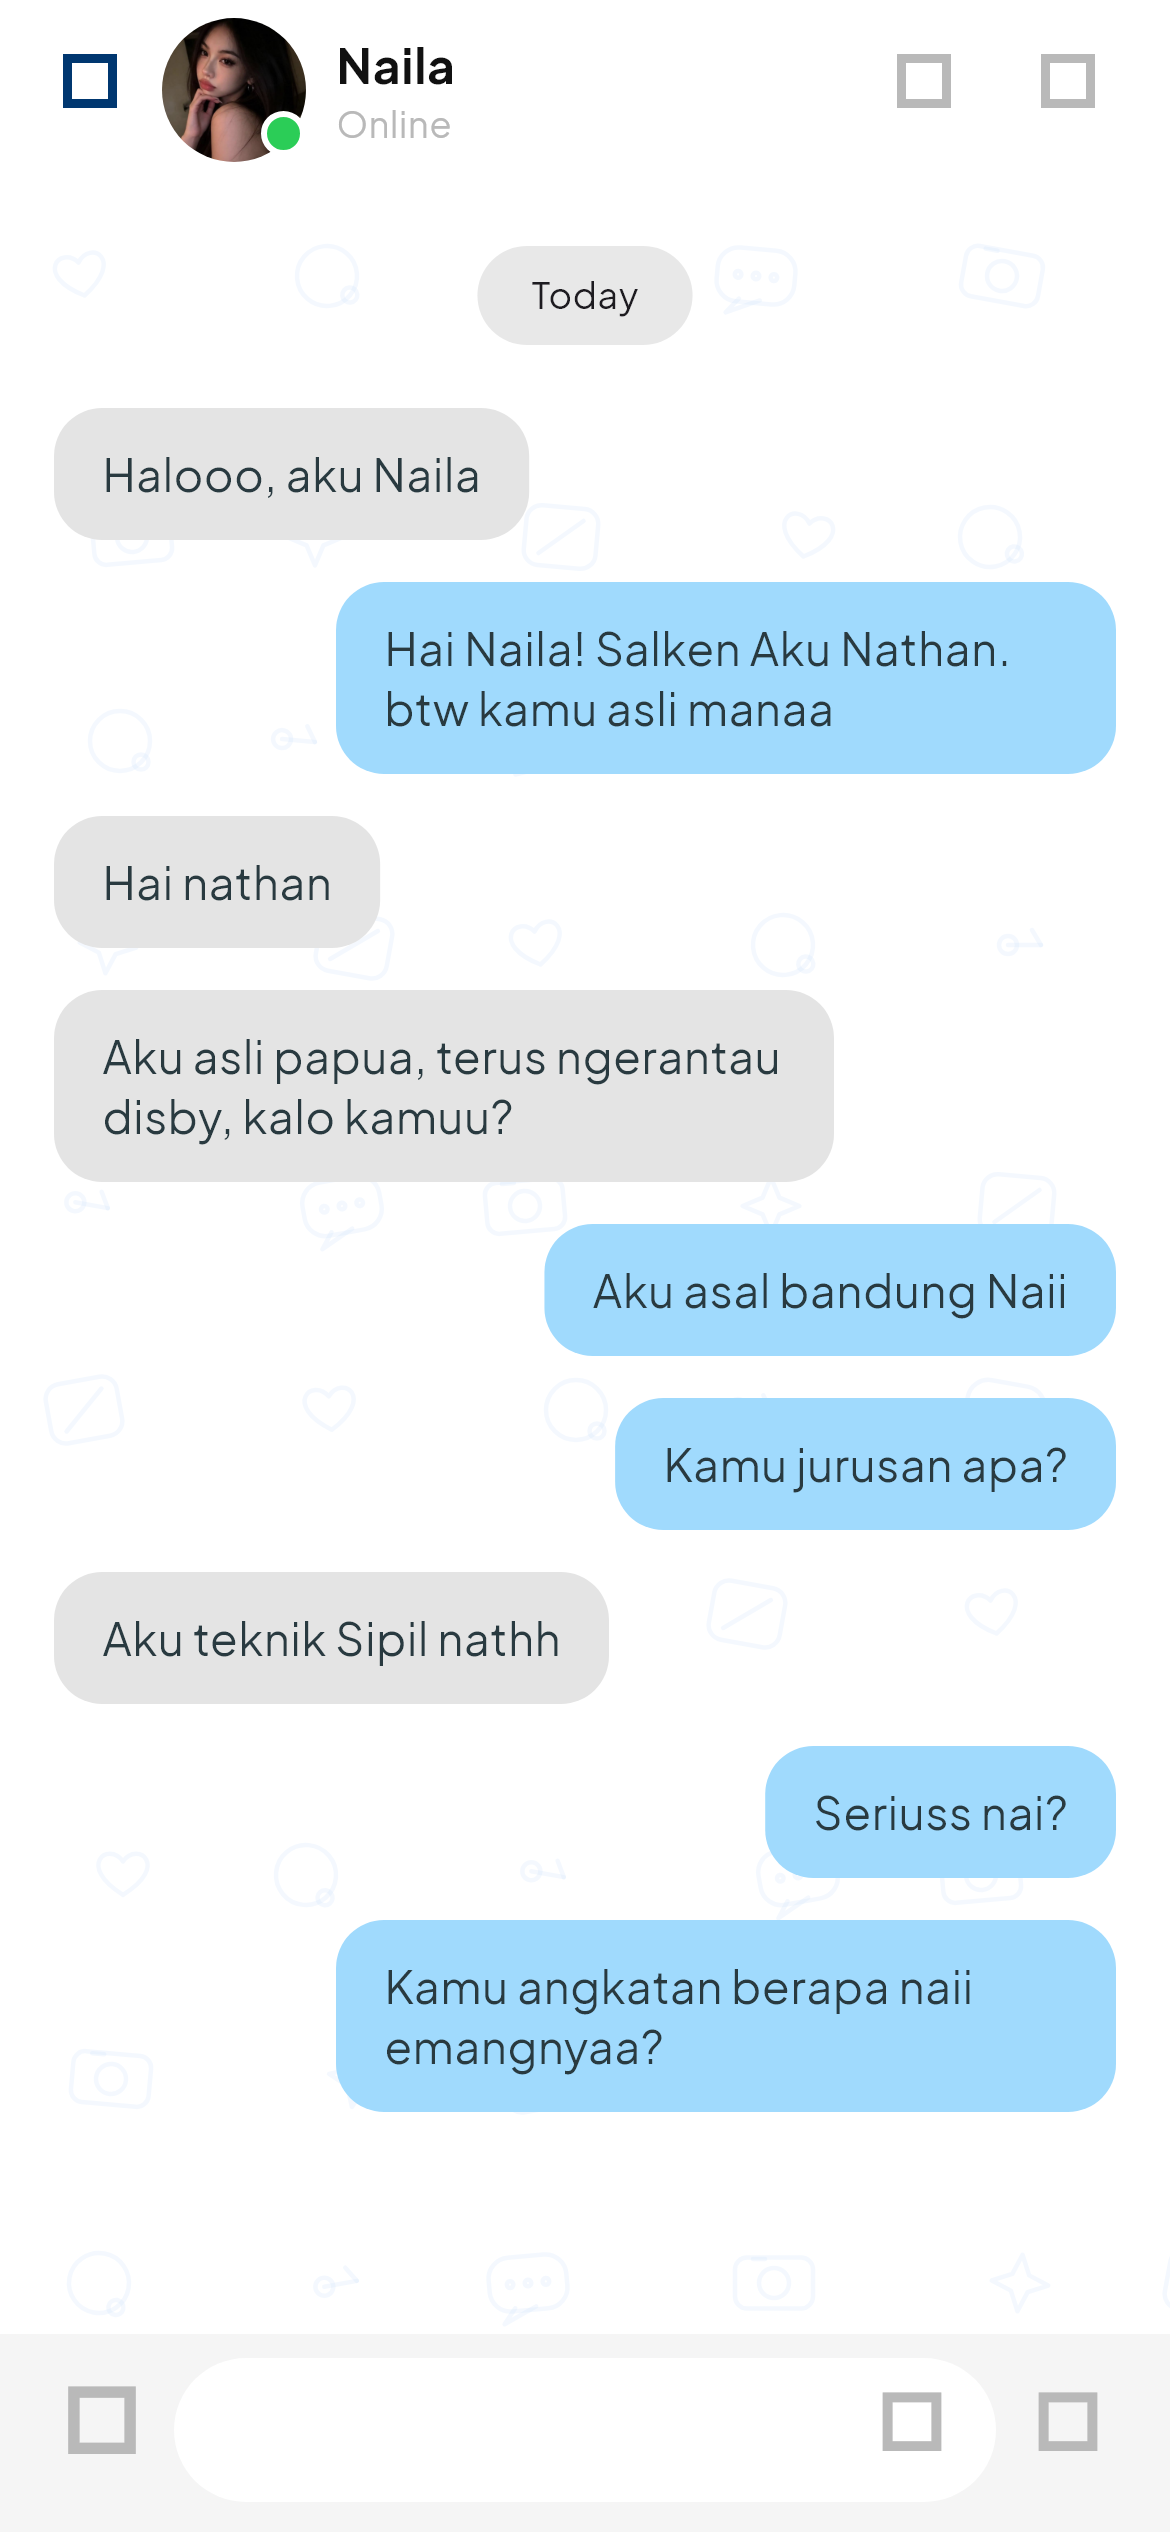 Naila
Online
Today
Halooo, aku Naila
Hai Naila! Salken Aku Nathan.
btw kamu asli manaa
Hai nathan
Aku asli papua, terus ngerantau
disby, kalo kamuu?
Aku asal bandung Naii
Kamu jurusan apa?
Aku teknik Sipil nathh
Seriuss nai?
Kamu angkatan berapa naii
emangnyaa?